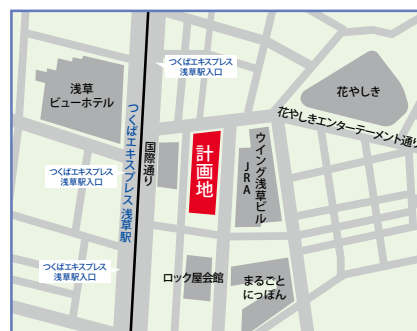 つくばエキスプレス
浅草駅入口
浅草
ビューホテル
花やしき
花やしきエンターテーメント通り
つくばエキスプレス 浅草駅
国際通り
計画地
ウイング浅草ビル
JRA
つくばエキスプレス
浅草駅入口
つくばエキスプレス
浅草駅入口
ロック屋会館
まるごと
にっぽん